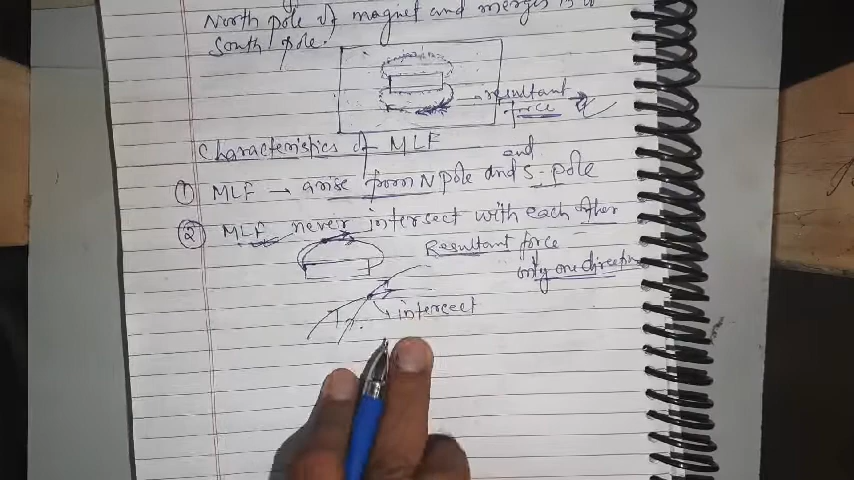 North pole of magnet and merges
South pole.
resultant
force
Characteristics of MLF
and
① MLF → arise from N pole and S-pole
② MLF never intersect with each other
Resultant force
only one direction
intersect